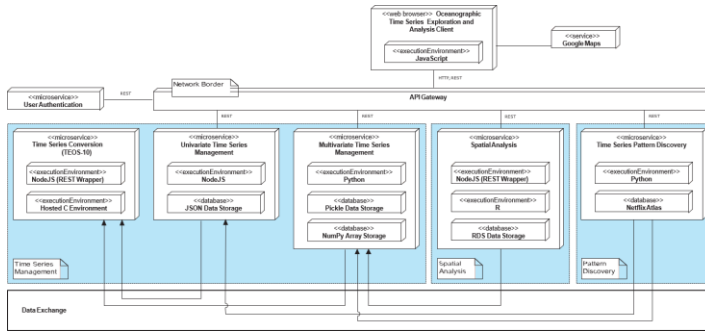 <<web browser>> Oceanographic
Time Series Exploration and
Analysis Client
<<executionEnvironment>>
JavaScript
<<service>>
Google Maps
HTTP, REST
Network Border
<<microservice>>
User Authentication
REST
API Gateway
REST
REST
REST
REST
<<microservice>>
Time Series Conversion
(TEOS-10)
<<executionEnvironment>>
NodeJS (REST Wrapper)
<<executionEnvironment>>
Hosted C Environment
<<microservice>>
Univariate Time Series
Management
<<executionEnvironment>>
NodeJS
<<database>>
JSON Data Storage
<<microservice>>
Multivariate Time Series
Management
<<executionEnvironment>>
Python
<<database>>
Pickle Data Storage
<<database>>
NumPy Array Storage
<<microservice>>
Spatial Analysis
<<executionEnvironment>>
NodeJS (REST Wrapper)
<<executionEnvironment>>
R
<<database>>
RDS Data Storage
<<microservice>>
Time Series Pattern Discovery
<<executionEnvironment>>
Python
<<database>>
NetflixAtlas
Time Series
Management
Spatial
Analysis
Pattern
Discovery
Data Exchange